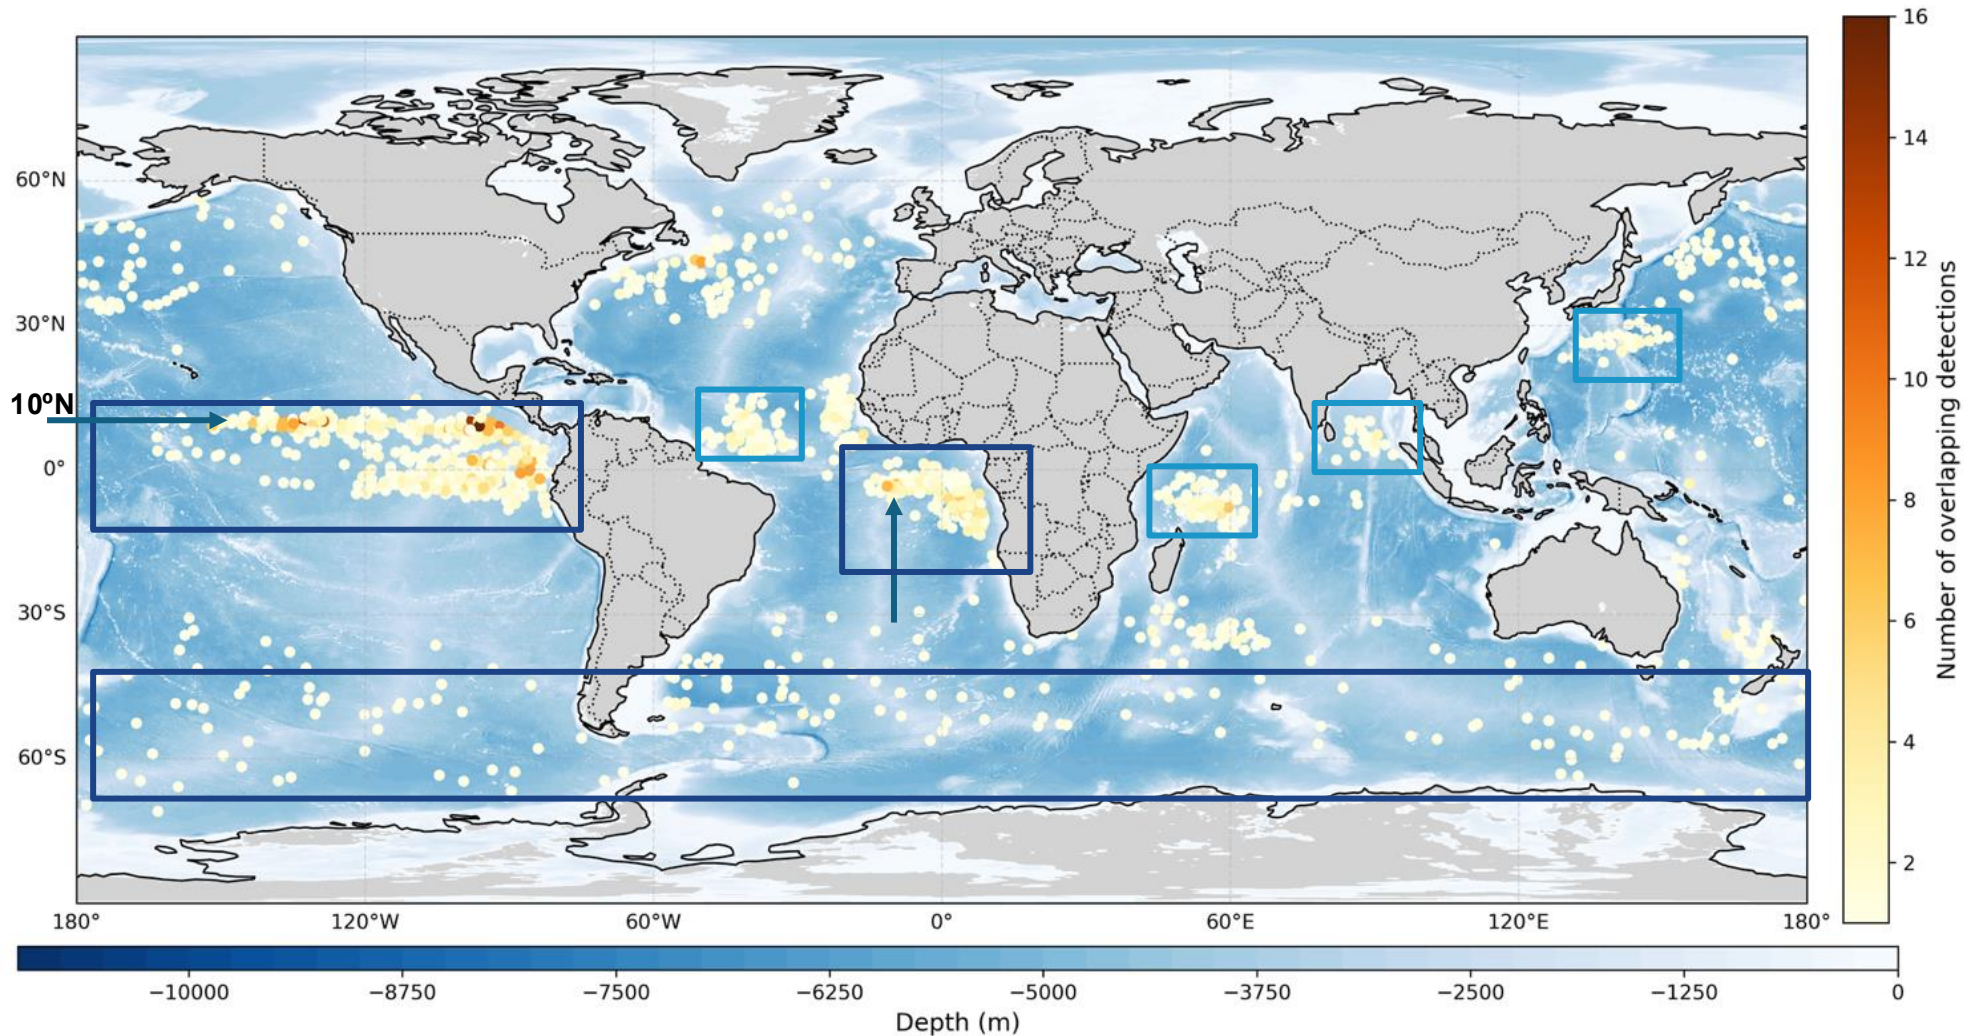 16
14
12
10
8
6
4
2
Number of overlapping detections
60°N
30°N
10ºN
0°
30°S
60°S
180° 120°W 60°W 0° 60°E 120°E 180°
−10000 −8750 −7500 −6250 −5000 −3750 −2500 −1250 0
Depth (m)